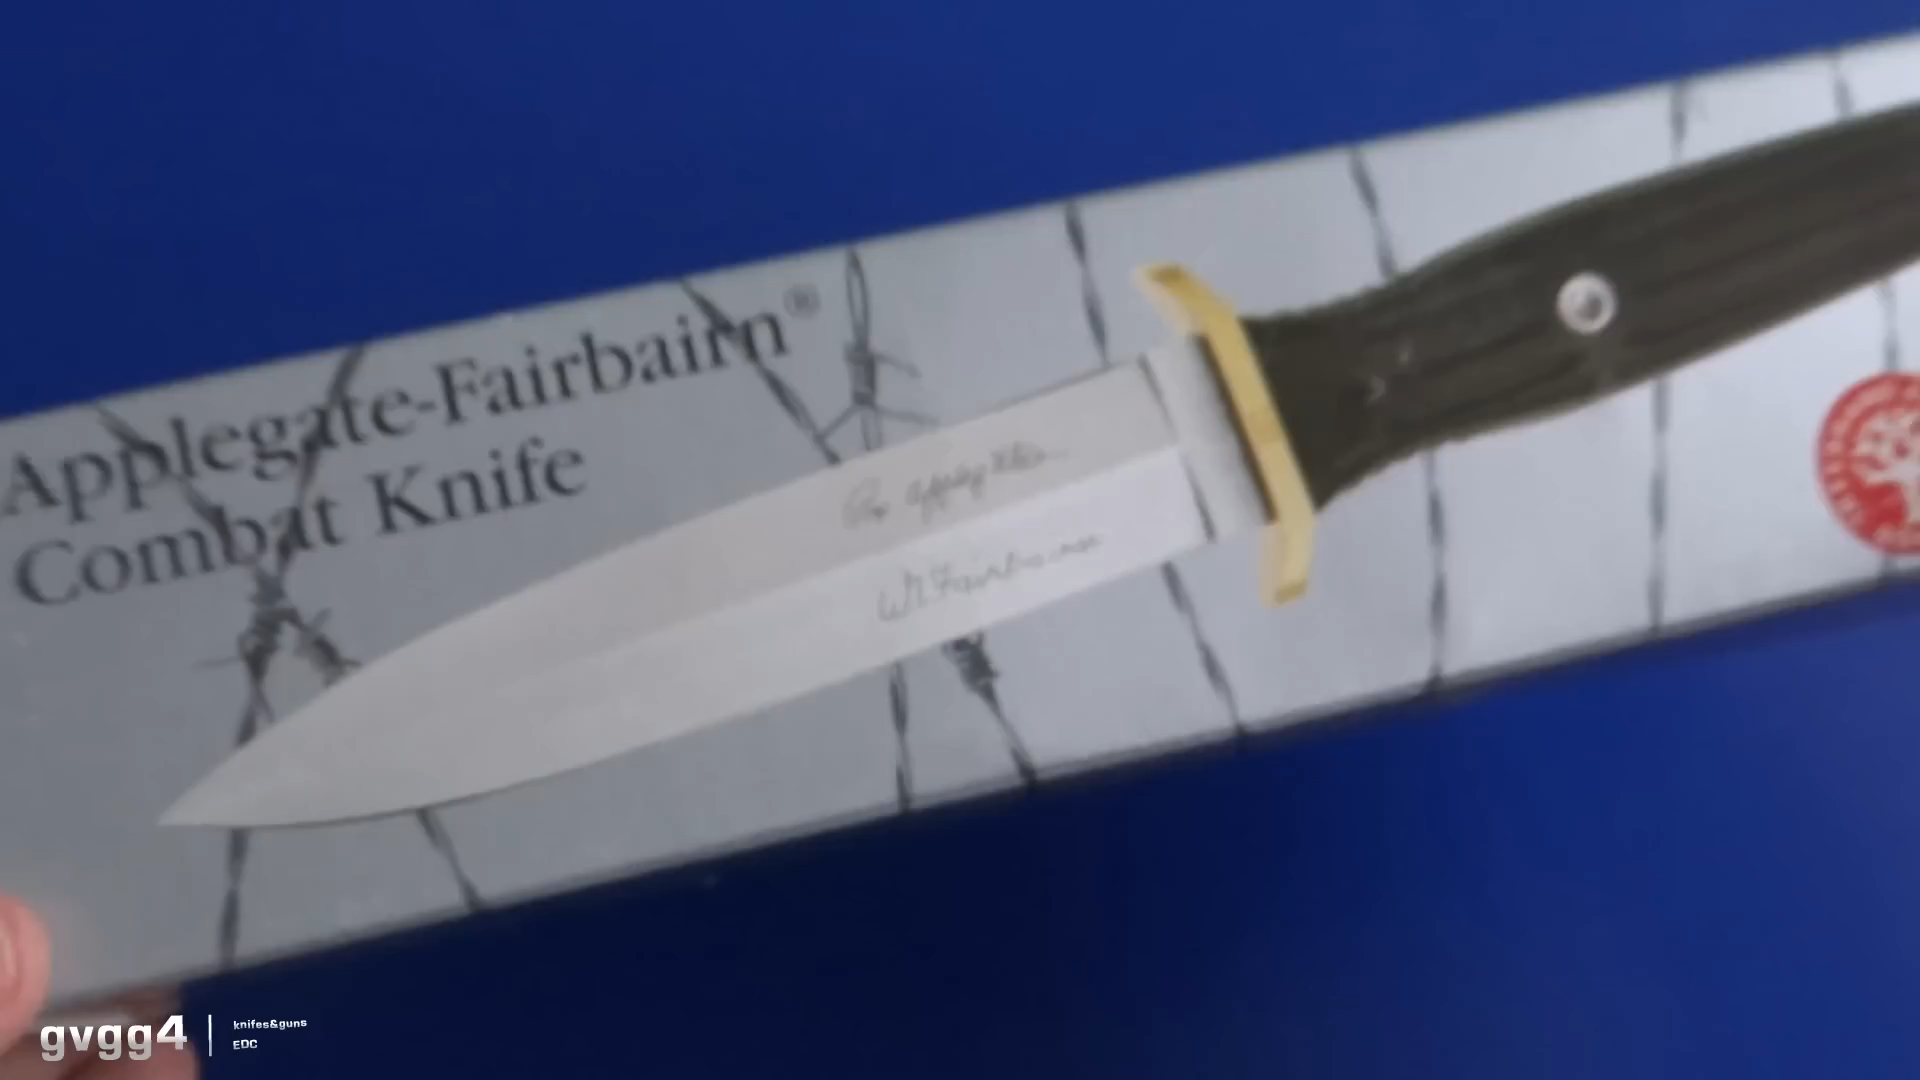 Applegate-Fairbairn®
Combat Knife
gvgg4
knifes&guns
EDC